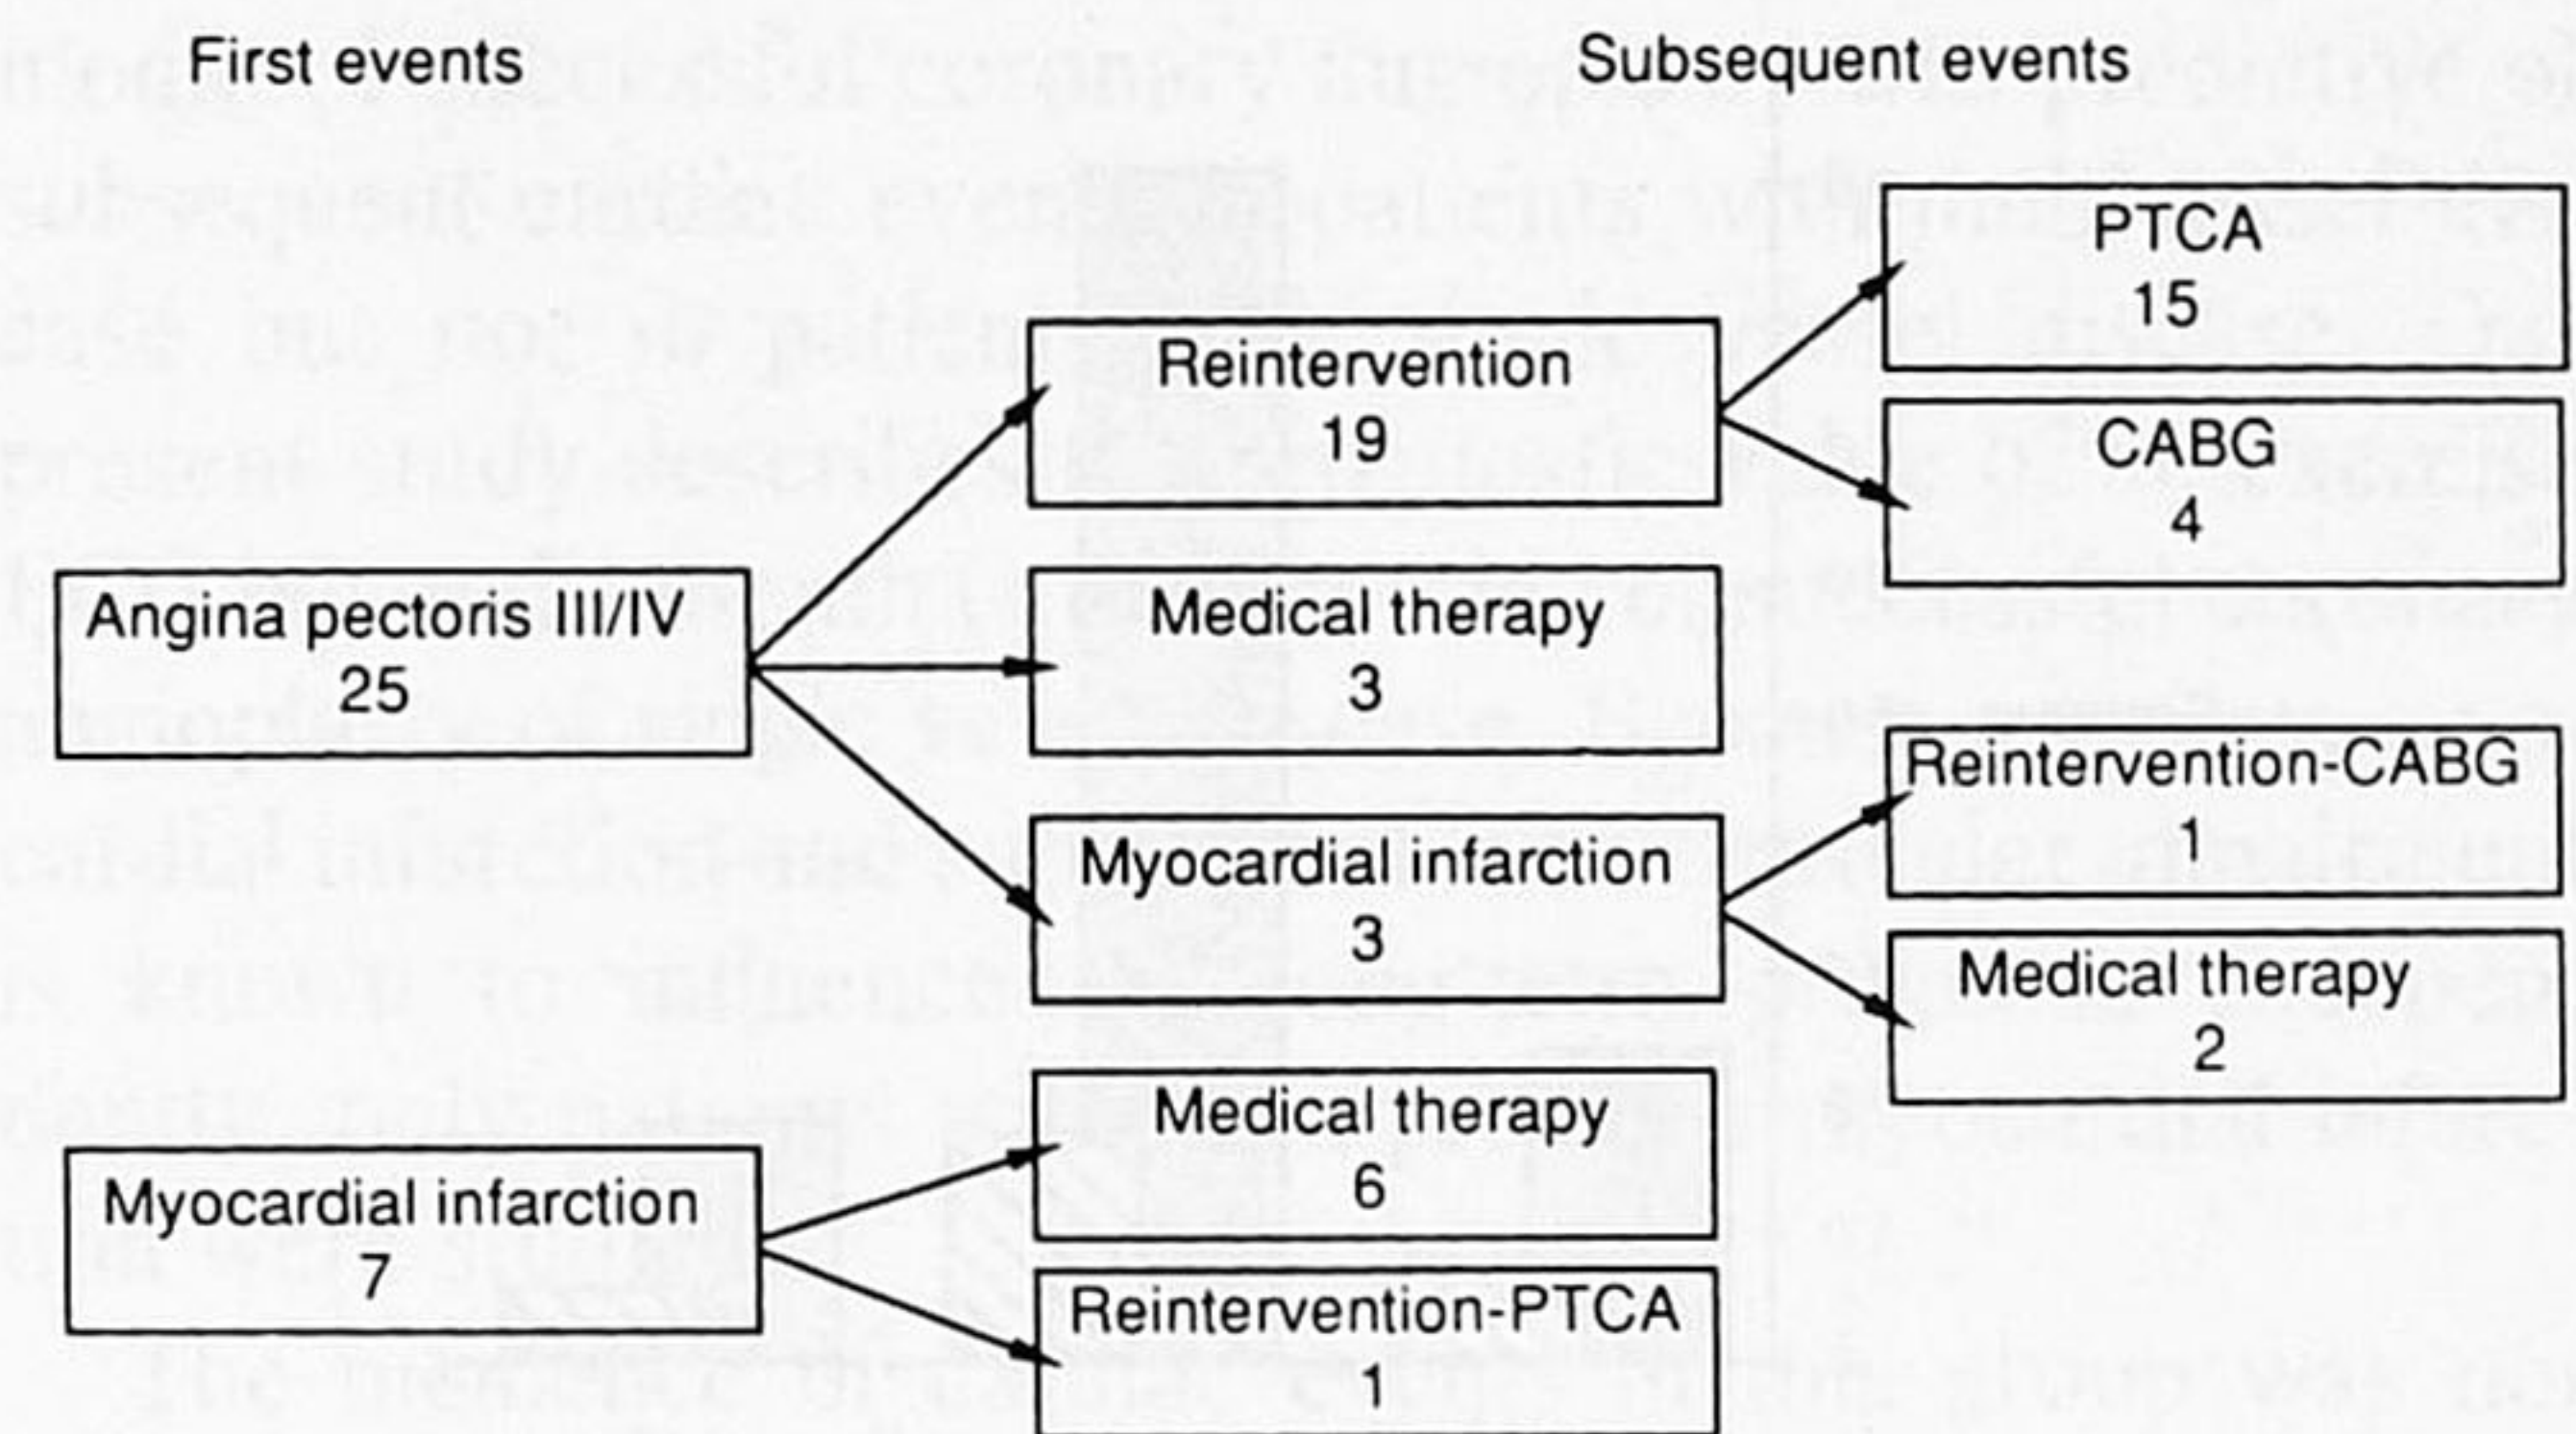 First events
Subsequent events
PTCA
15
Reintervention
19
CABG
4
Angina pectoris III/IV
25
Medical therapy
3
Reintervention-CABG
1
Myocardial infarction
3
Medical therapy
2
Medical therapy
6
Myocardial infarction
7
Reintervention-PTCA
1